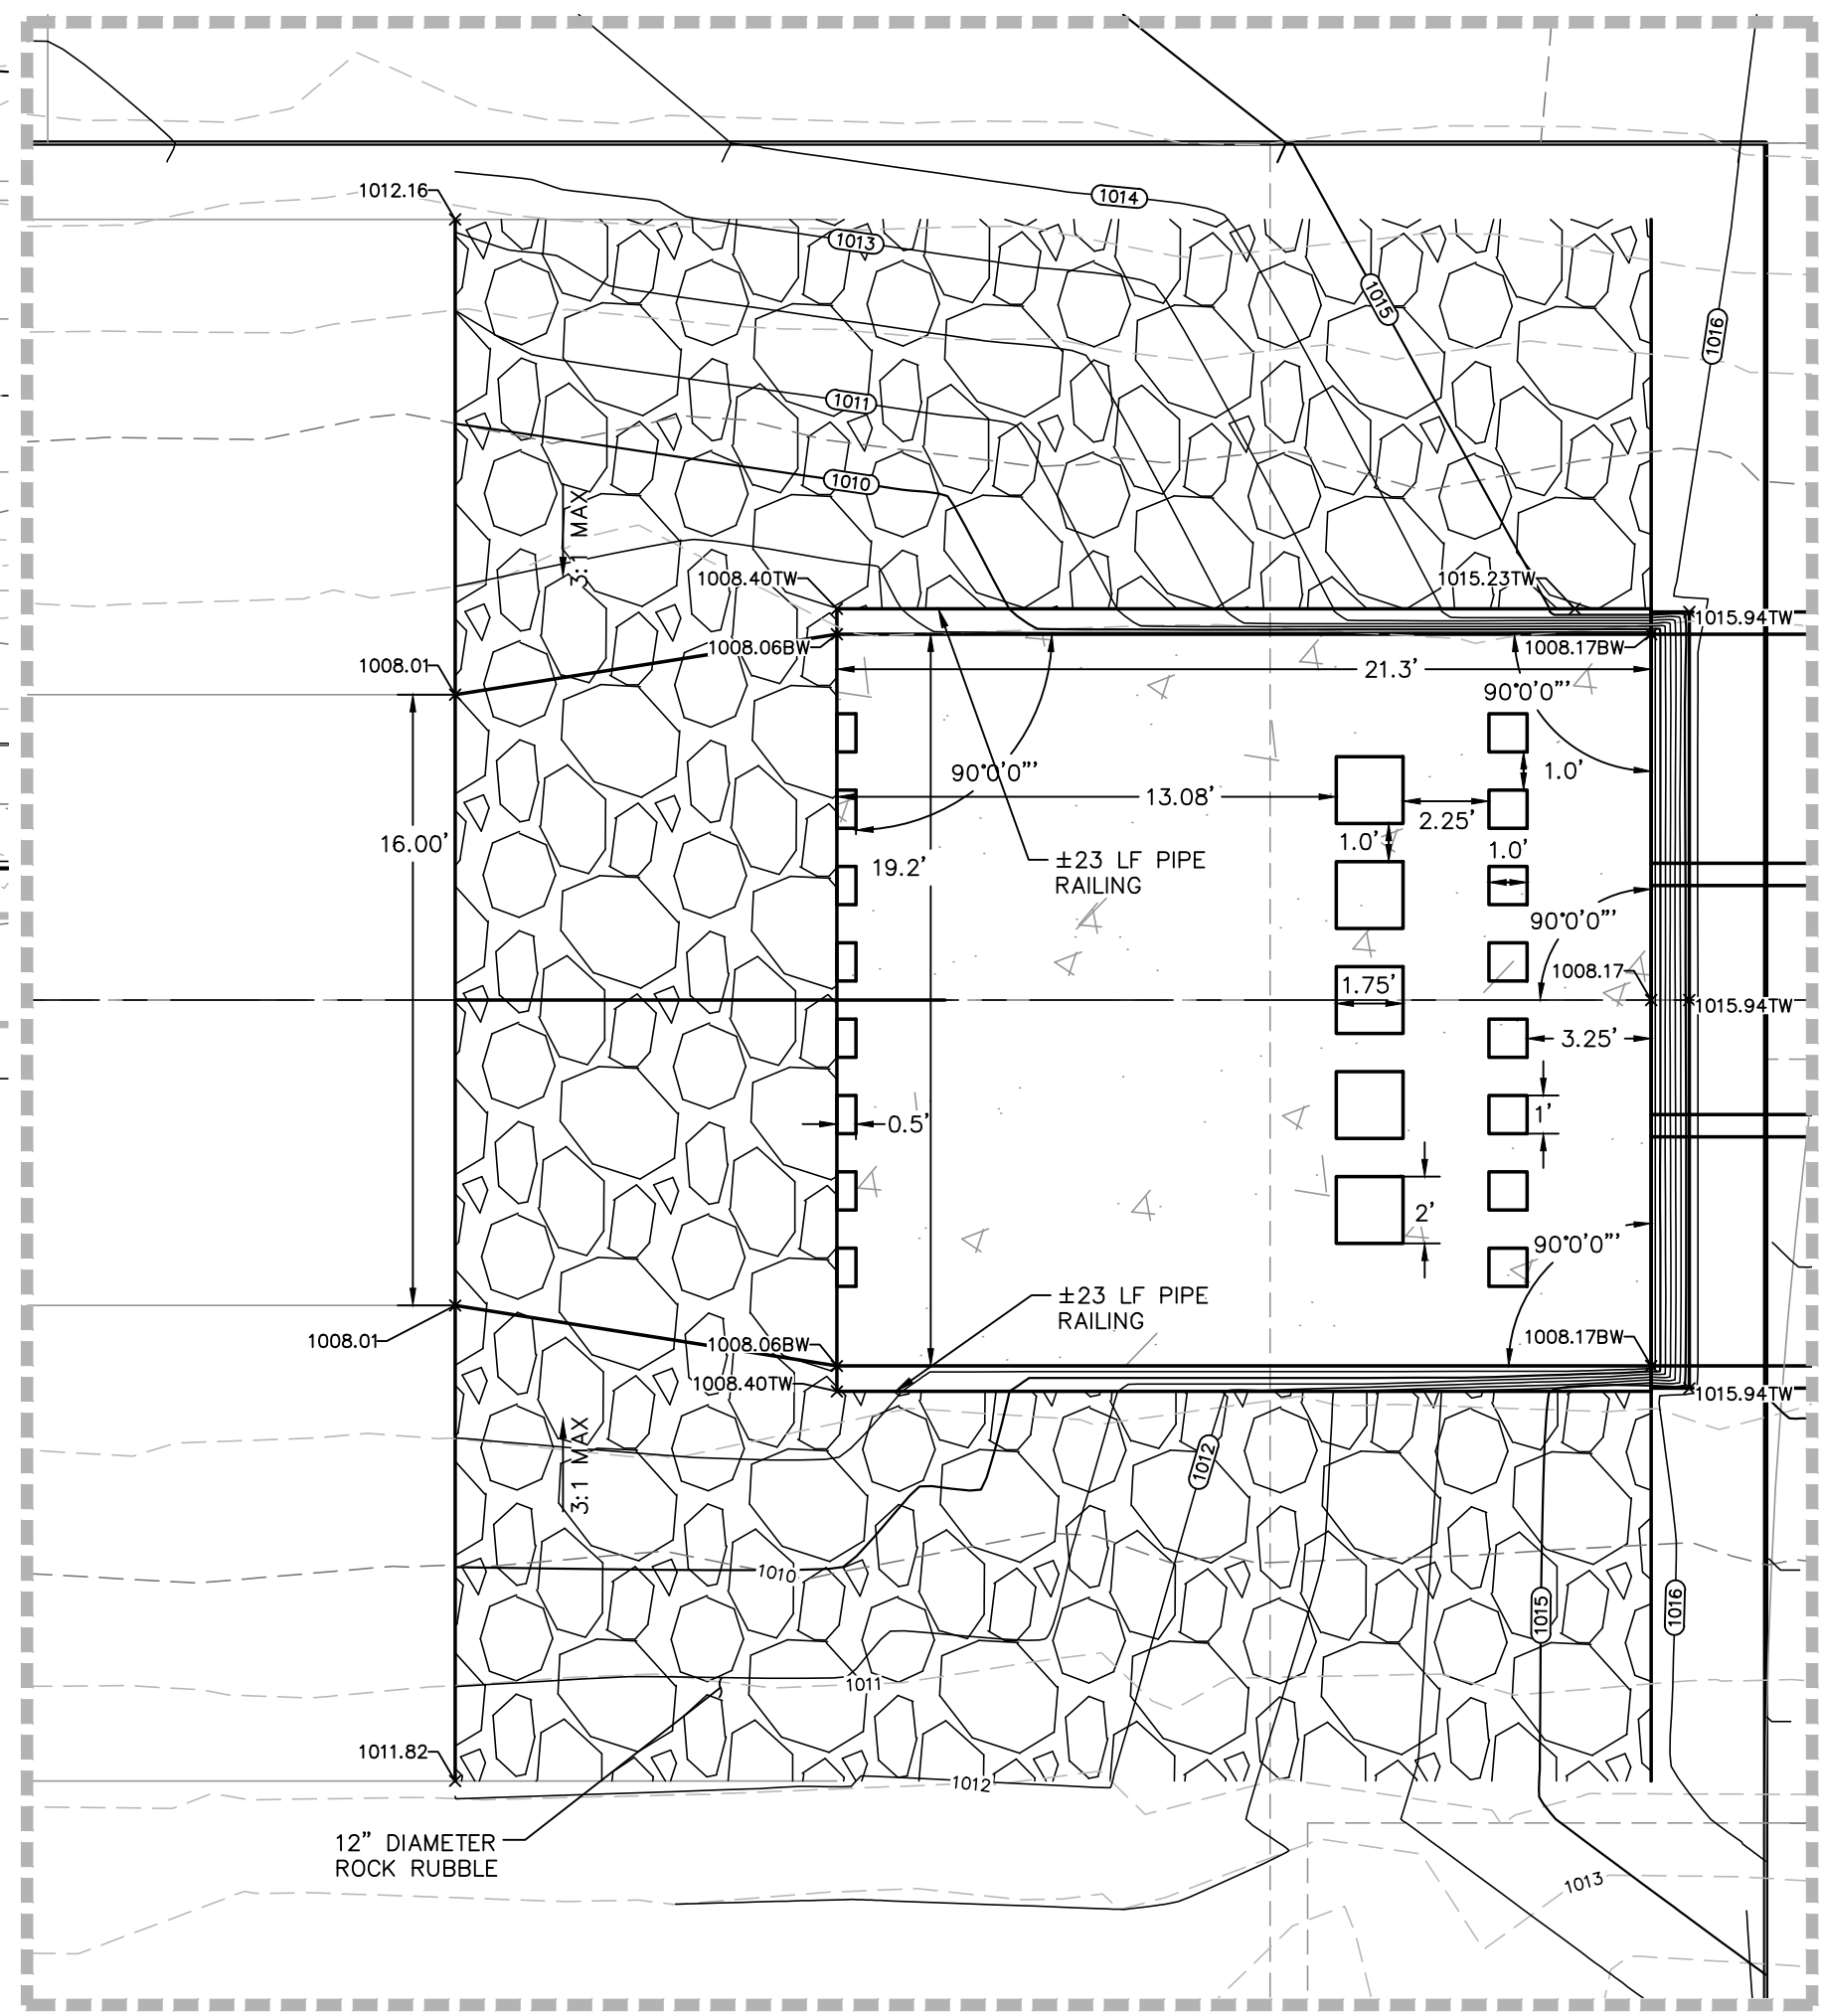 1012.16
1014
1013
1015
1016
1011
1010
3:1 MAX
1008.40TW
1015.23TW
1015.94TW
1008.06BW
1008.17BW
1008.01
21.3'
90°0'0"'
90°0'0"'
1.0'
13.08'
2.25'
16.00'
1.0'
1.0'
19.2'
±23 LF PIPE
RAILING
90°0'0"'
1008.17
1.75'
1015.94TW
3.25'
0.5'
1'
2'
90°0'0"'
±23 LF PIPE
RAILING
1008.01
1008.06BW
1008.17BW
1008.40TW
1015.94TW
3:1 MAX
1012
1010
1015
1016
1011
1011.82
1012
12" DIAMETER
ROCK RUBBLE
1013